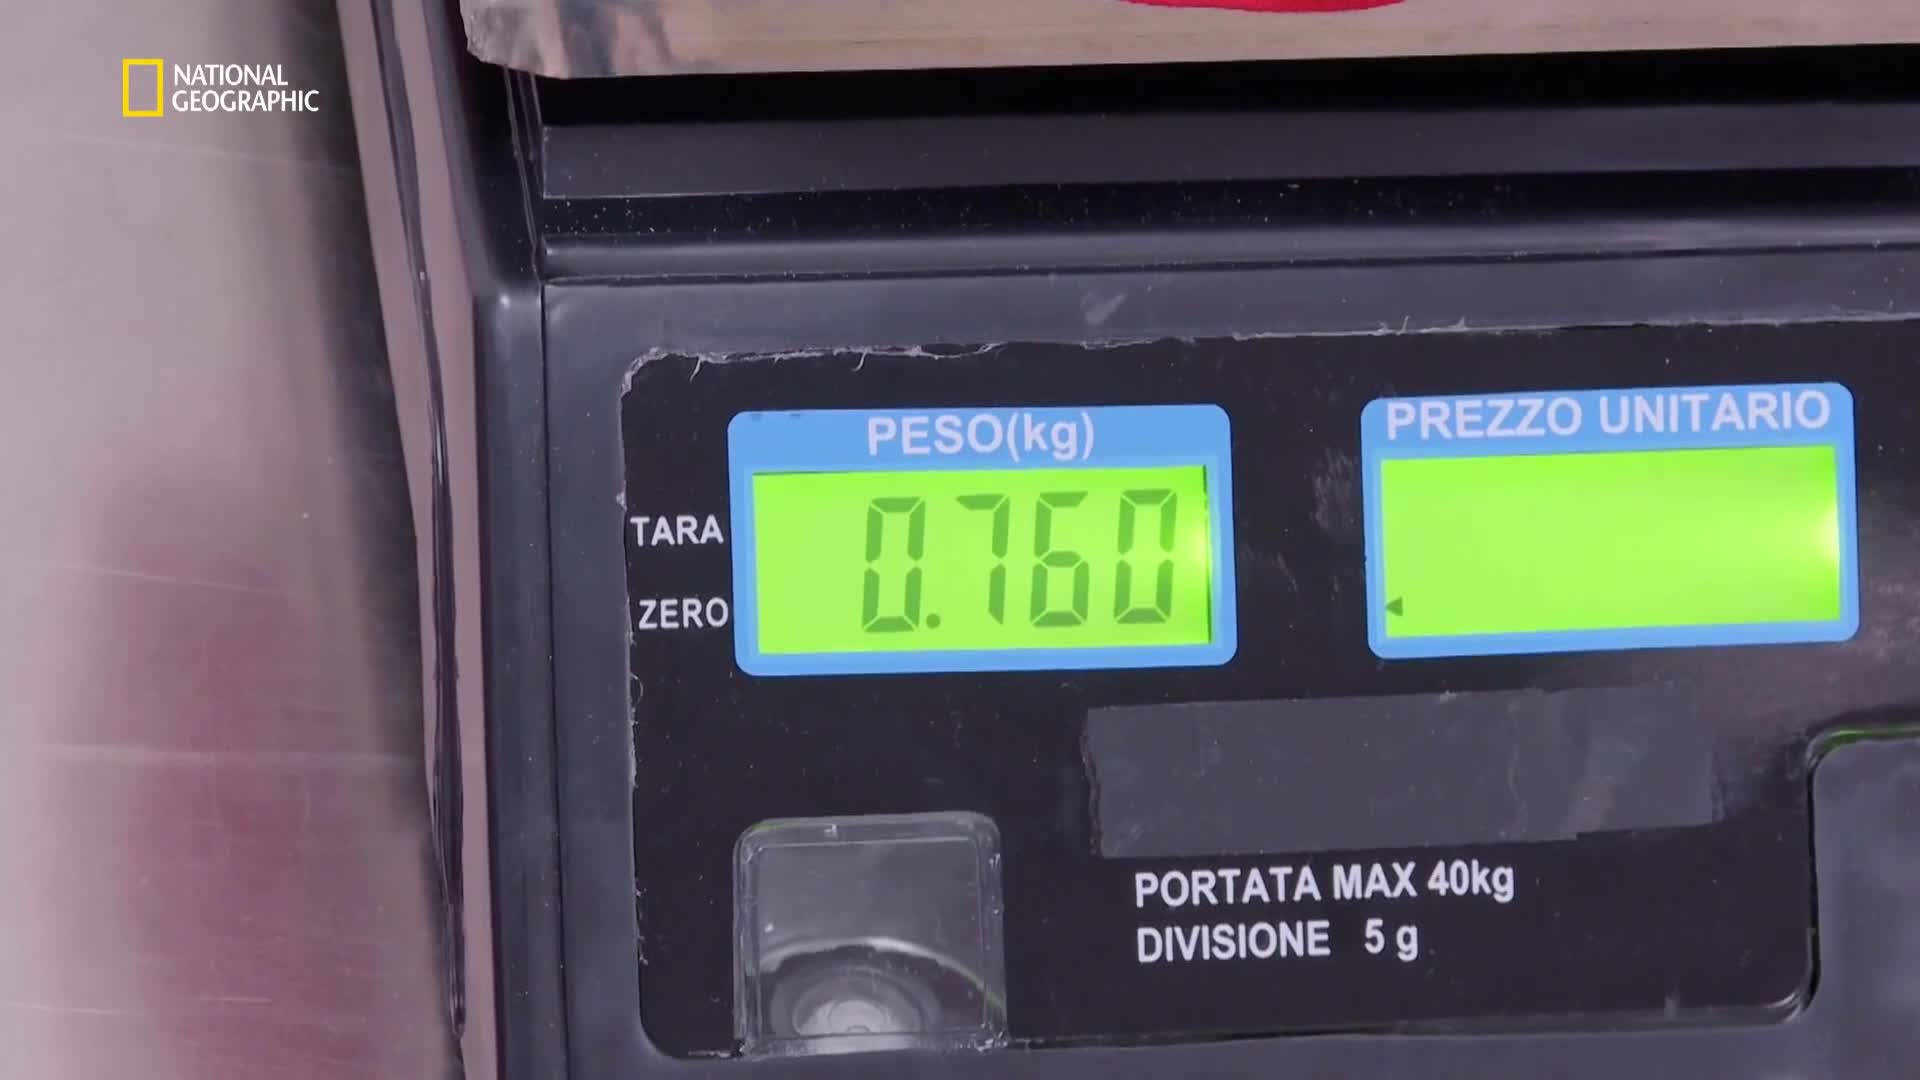 NATIONAL
GEOGRAPHIC
PESO(kg)
PREZZO UNITARIO
TARA
0.760
ZERO
PORTATA MAX 40kg
DIVISIONE 5 g